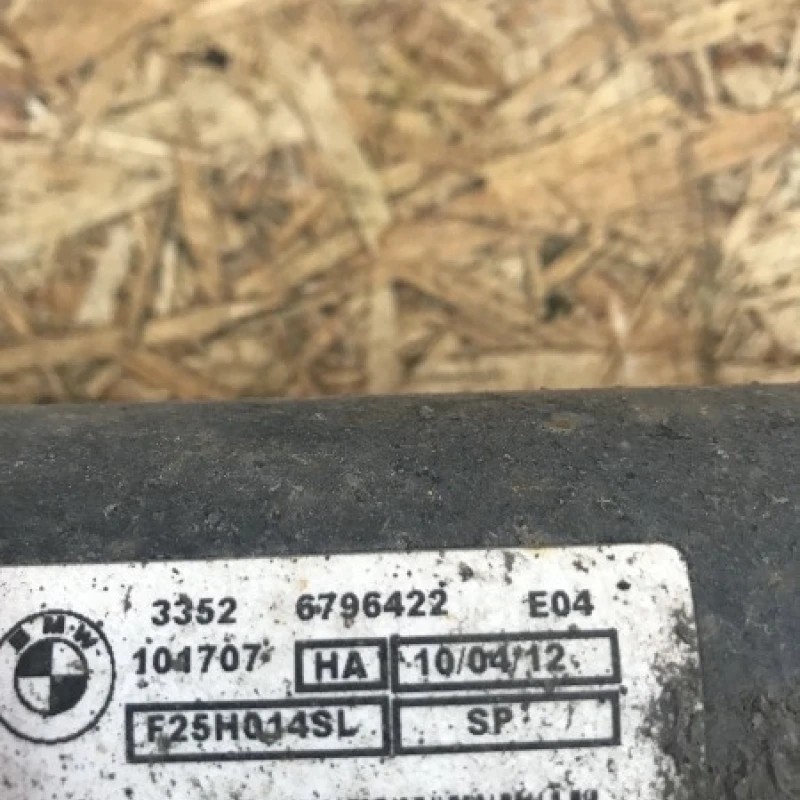 3352 6796422 E04
BMW
101707 HA 10/04/12
F25H014SL SP